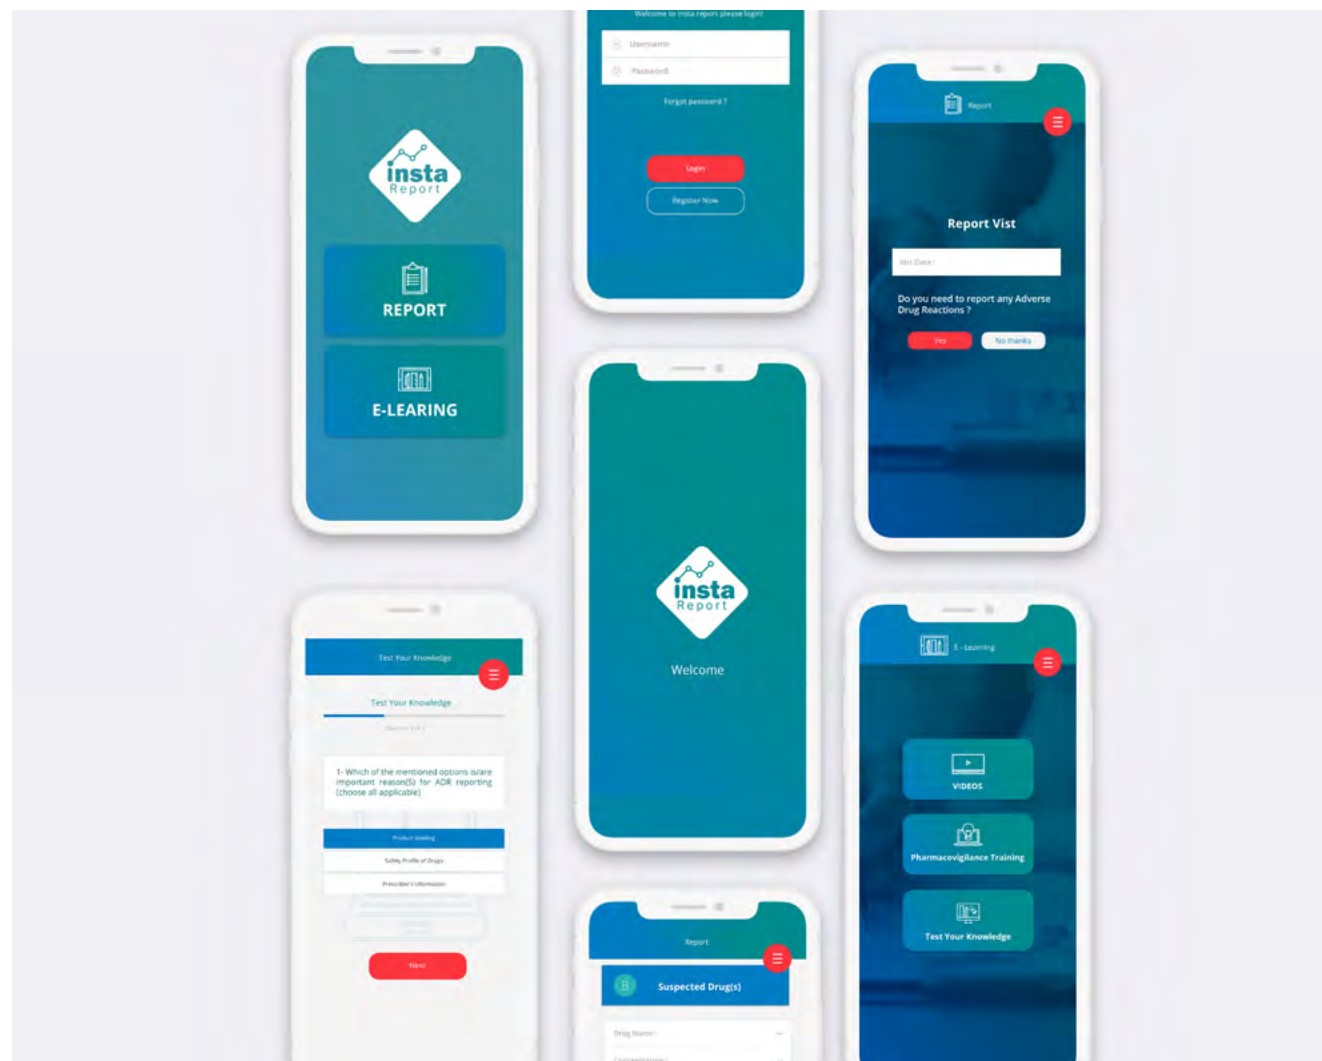 insta
Report
REPORT
E-LEARING
Welcome to insta report please login!
Username
Password
Forgot password ?
Login
Register Now
Report
Report Vist
Visit Date :
Do you need to report any Adverse
Drug Reactions ?
Yes
No thanks
insta
Report
Welcome
Test Your Knowledge
Test Your Knowledge
1- Which of the mentioned options is/are
important reason(S) for ADR reporting
(choose all applicable)
Product labeling
Safety Profile of Drugs
Prescriber's Information
Next
E - Learning
VIDEOS
Pharmacovigilance Training
Test Your Knowledge
Report
B
Suspected Drug(s)
Drug Name :